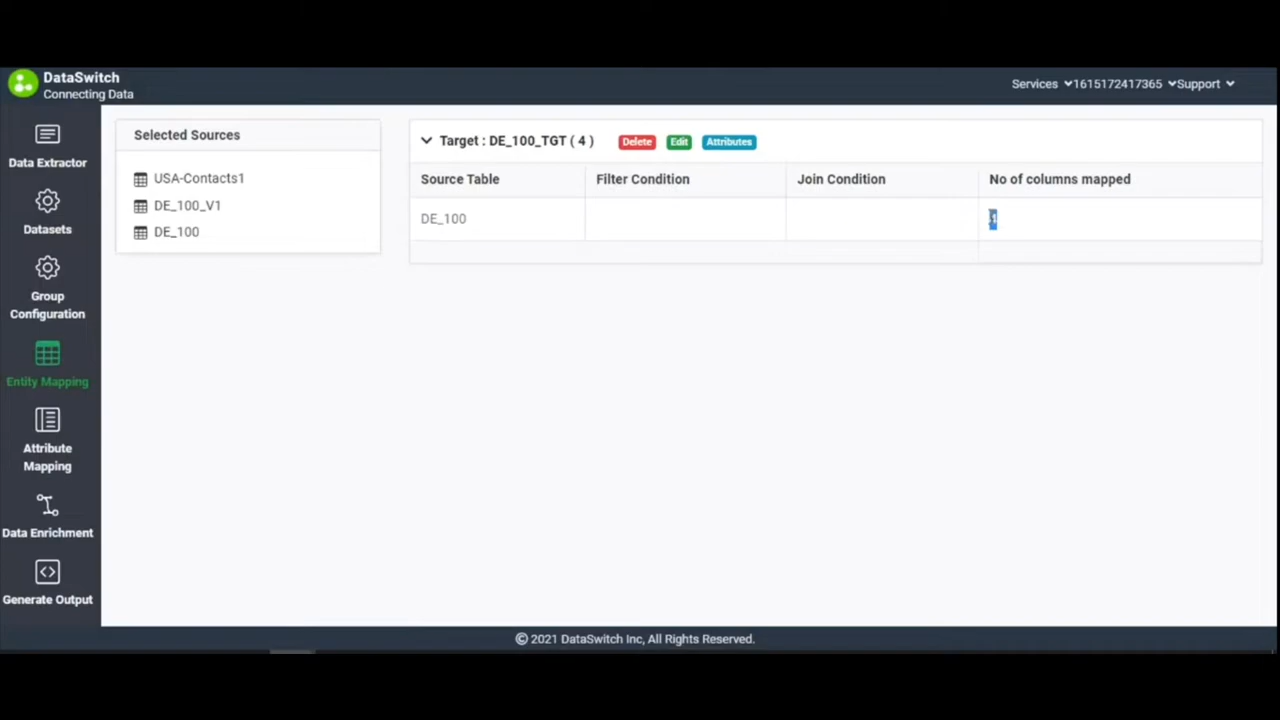 DataSwitch
Connecting Data
Services
1615172417365
Support
Data Extractor
Datasets
Group
Configuration
Entity Mapping
Attribute
Mapping
Data Enrichment
Generate Output
Selected Sources
USA-Contacts1
DE_100_V1
DE_100
Target : DE_100_TGT ( 4 )
Delete
Edit
Attributes
Source Table
Filter Condition
Join Condition
No of columns mapped
DE_100
© 2021 DataSwitch Inc, All Rights Reserved.